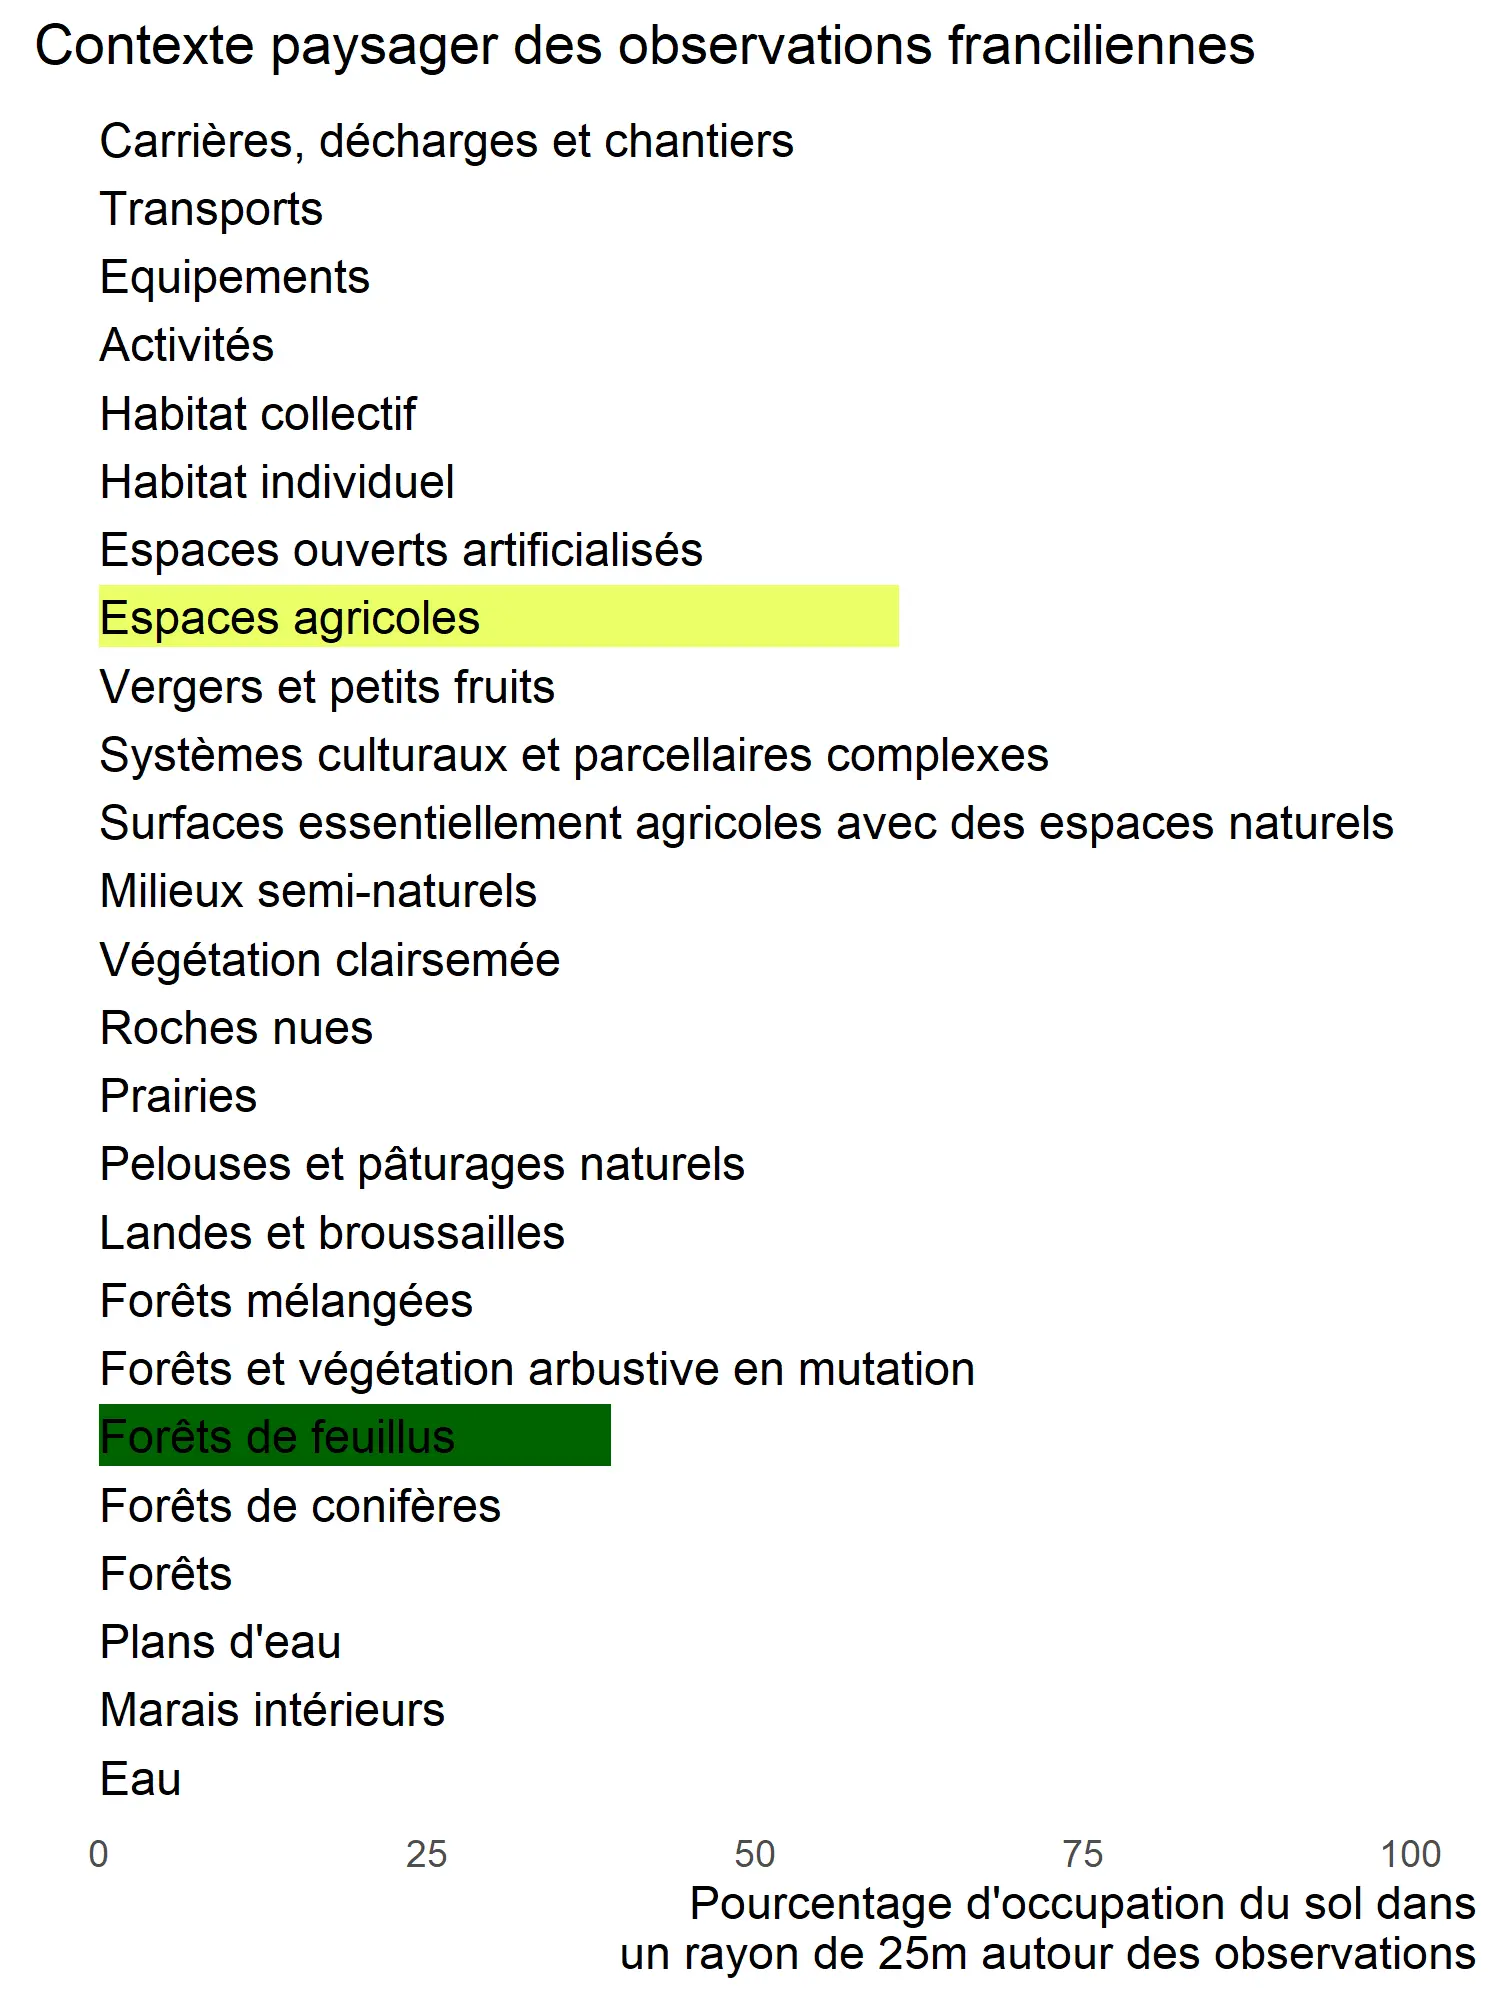 Contexte paysager des observations franciliennes
Carrières, décharges et chantiers
Transports
Equipements
Activités
Habitat collectif
Habitat individuel
Espaces ouverts artificialisés
Espaces agricoles
Vergers et petits fruits
Systèmes culturaux et parcellaires complexes
Surfaces essentiellement agricoles avec des espaces naturels
Milieux semi-naturels
Végétation clairsemée
Roches nues
Prairies
Pelouses et pâturages naturels
Landes et broussailles
Forêts mélangées
Forêts et végétation arbustive en mutation
Forêts de feuillus
Forêts de conifères
Forêts
Plans d'eau
Marais intérieurs
Eau
0 25 50 75 100
Pourcentage d'occupation du sol dans
un rayon de 25m autour des observations